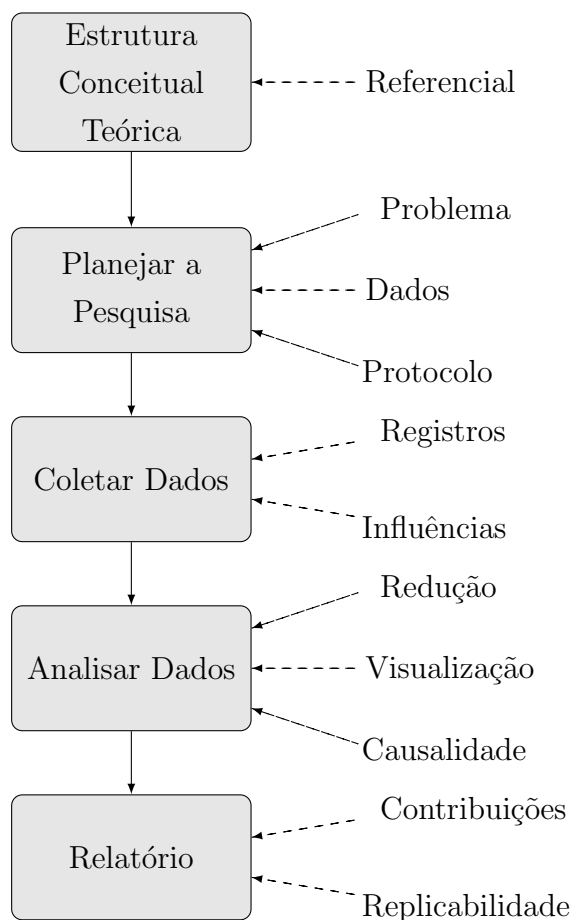 Estrutura
Conceitual
Teórica
Referencial
Planejar a
Pesquisa
Problema
Dados
Protocolo
Coletar Dados
Registros
Influências
Analisar Dados
Redução
Visualização
Causalidade
Relatório
Contribuições
Replicabilidade